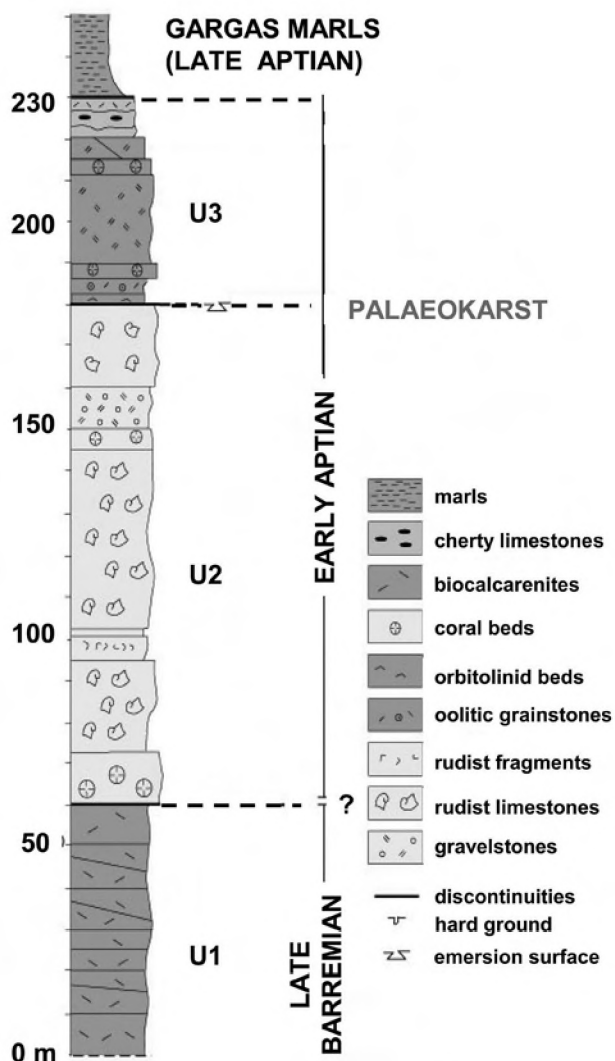 GARGAS MARLS
(LATE APTIAN)
230
U3
200
PALAEOKARST
150
EARLY APTIAN
marls
cherty limestones
biocalcarenites
U2
coral beds
100
orbitolinid beds
oolitic grainstones
rudist fragments
?
rudist limestones
50
gravelstones
discontinuities
hard ground
U1
LATE
BARREMIAN
emersion surface
0 m